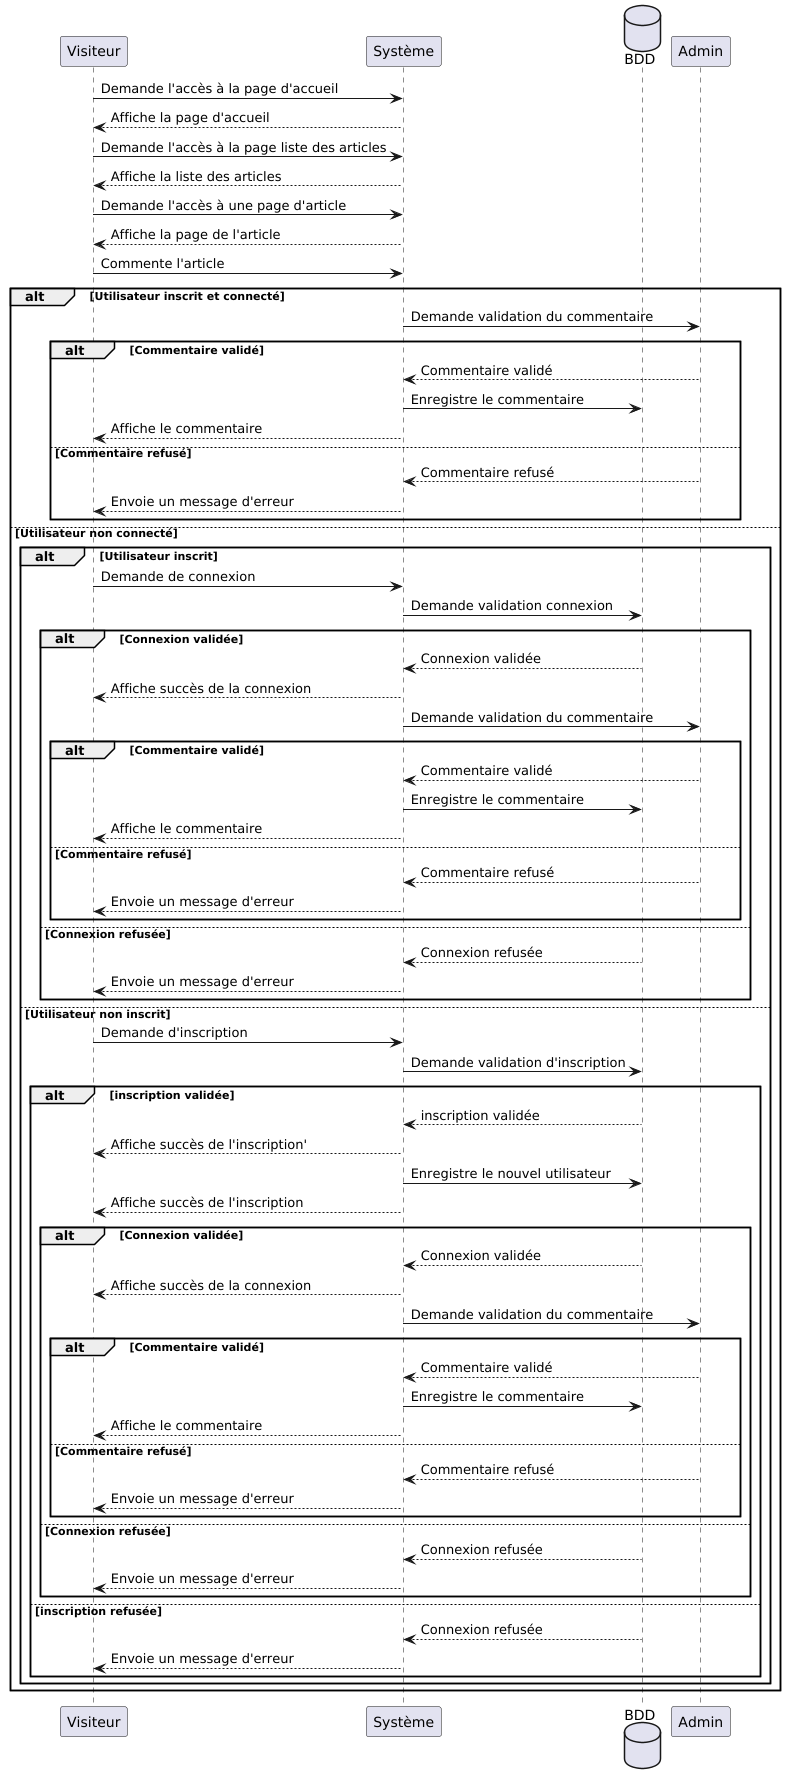 Visiteur
Système
BDD
Admin
Demande l'accès à la page d'accueil
Affiche la page d'accueil
Demande l'accès à la page liste des articles
Affiche la liste des articles
Demande l'accès à une page d'article
Affiche la page de l'article
Commente l'article
alt [Utilisateur inscrit et connecté]
Demande validation du commentaire
alt [Commentaire validé]
Commentaire validé
Enregistre le commentaire
Affiche le commentaire
[Commentaire refusé]
Commentaire refusé
Envoie un message d'erreur
[Utilisateur non connecté]
alt [Utilisateur inscrit]
Demande de connexion
Demande validation connexion
alt [Connexion validée]
Connexion validée
Affiche succès de la connexion
Demande validation du commentaire
alt [Commentaire validé]
Commentaire validé
Enregistre le commentaire
Affiche le commentaire
[Commentaire refusé]
Commentaire refusé
Envoie un message d'erreur
[Connexion refusée]
Connexion refusée
Envoie un message d'erreur
[Utilisateur non inscrit]
Demande d'inscription
Demande validation d'inscription
alt [inscription validée]
inscription validée
Affiche succès de l'inscription'
Enregistre le nouvel utilisateur
Affiche succès de l'inscription
alt [Connexion validée]
Connexion validée
Affiche succès de la connexion
Demande validation du commentaire
alt [Commentaire validé]
Commentaire validé
Enregistre le commentaire
Affiche le commentaire
[Commentaire refusé]
Commentaire refusé
Envoie un message d'erreur
[Connexion refusée]
Connexion refusée
Envoie un message d'erreur
[inscription refusée]
Connexion refusée
Envoie un message d'erreur
Visiteur
Système
BDD
Admin